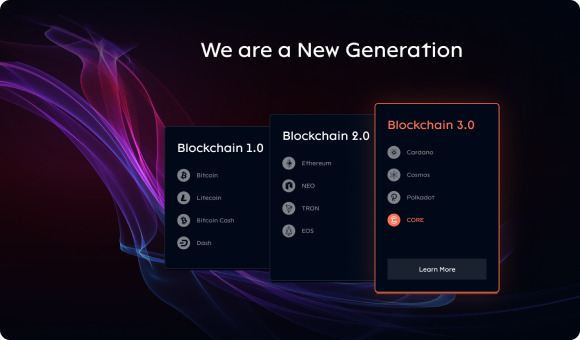 We are a New Generation
Blockchain 1.0
Bitcoin
Litecoin
Bitcoin Cash
Dash
Blockchain 2.0
Ethereum
NEO
TRON
EOS
Blockchain 3.0
Cardano
Cosmos
Polkadot
CORE
Learn More